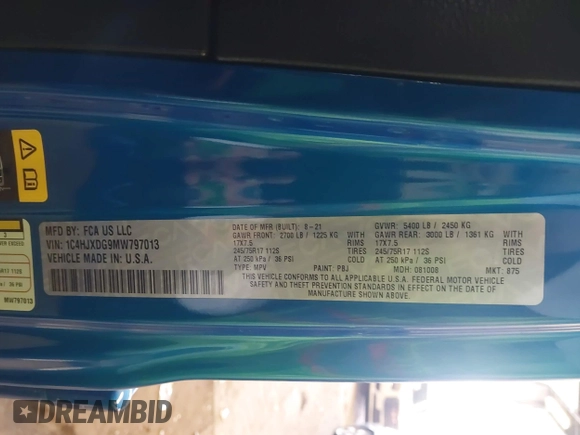 MFD BY: FCA US LLC
VIN: 1C4HJXDG9MW797013
VEHICLE MADE IN: U.S.A.
DATE OF MFR (BUILT): 8-21
GAWR FRONT: 2700 LB / 1225 KG
17X7.5
245/75R17 112S TIRES
AT 250 kPa / 36 PSI COLD
TYPE: MPV PAINT: PBJ
GVWR: 5400 LB / 2450 KG
GAWR REAR: 3000 LB / 1361 KG
17X7.5
245/75R17 112S TIRES
AT 250 kPa / 36 PSI COLD
MDH: 081008 MKT: 875
THIS VEHICLE CONFORMS TO ALL APPLICABLE U.S.A. FEDERAL MOTOR VEHICLE
SAFETY AND THEFT PREVENTION STANDARDS IN EFFECT ON THE DATE OF
MANUFACTURE SHOWN ABOVE.
3
36 PSI
MW797013
DREAMBID